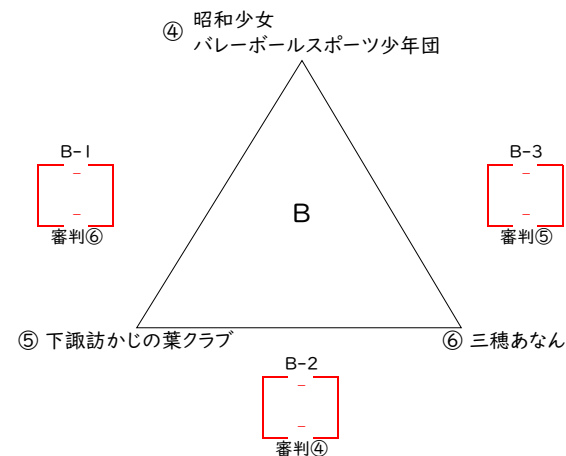 ④ 昭和少女
バレーボールスポーツ少年団
B-1
審判⑥
B-3
審判⑤
B
⑤ 下諏訪かじの葉クラブ
⑥ 三穂あなん
B-2
審判④